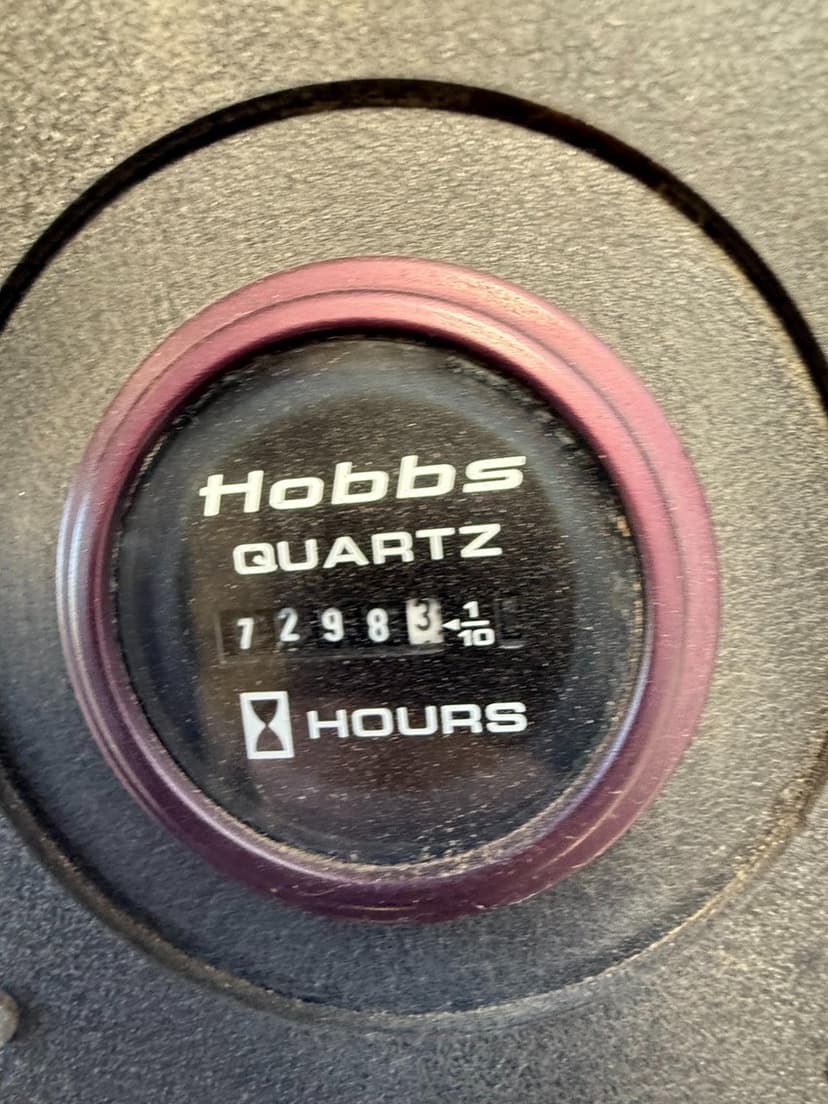 Hobbs
QUARTZ
7 2 9 8 3 ◂ 1/10
HOURS